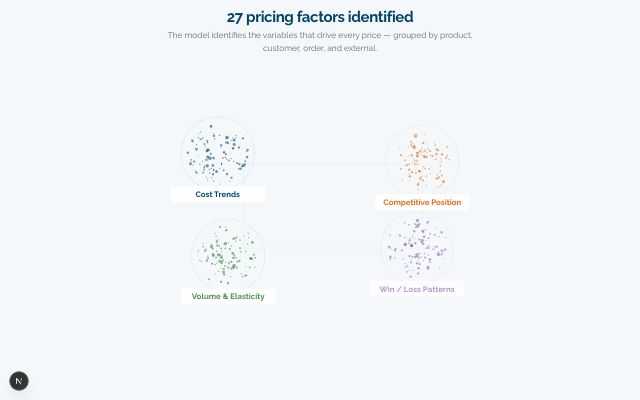 27 pricing factors identified
The model identifies the variables that drive every price — grouped by product,
customer, order, and external.
Cost Trends
Competitive Position
Volume & Elasticity
Win / Loss Patterns
N